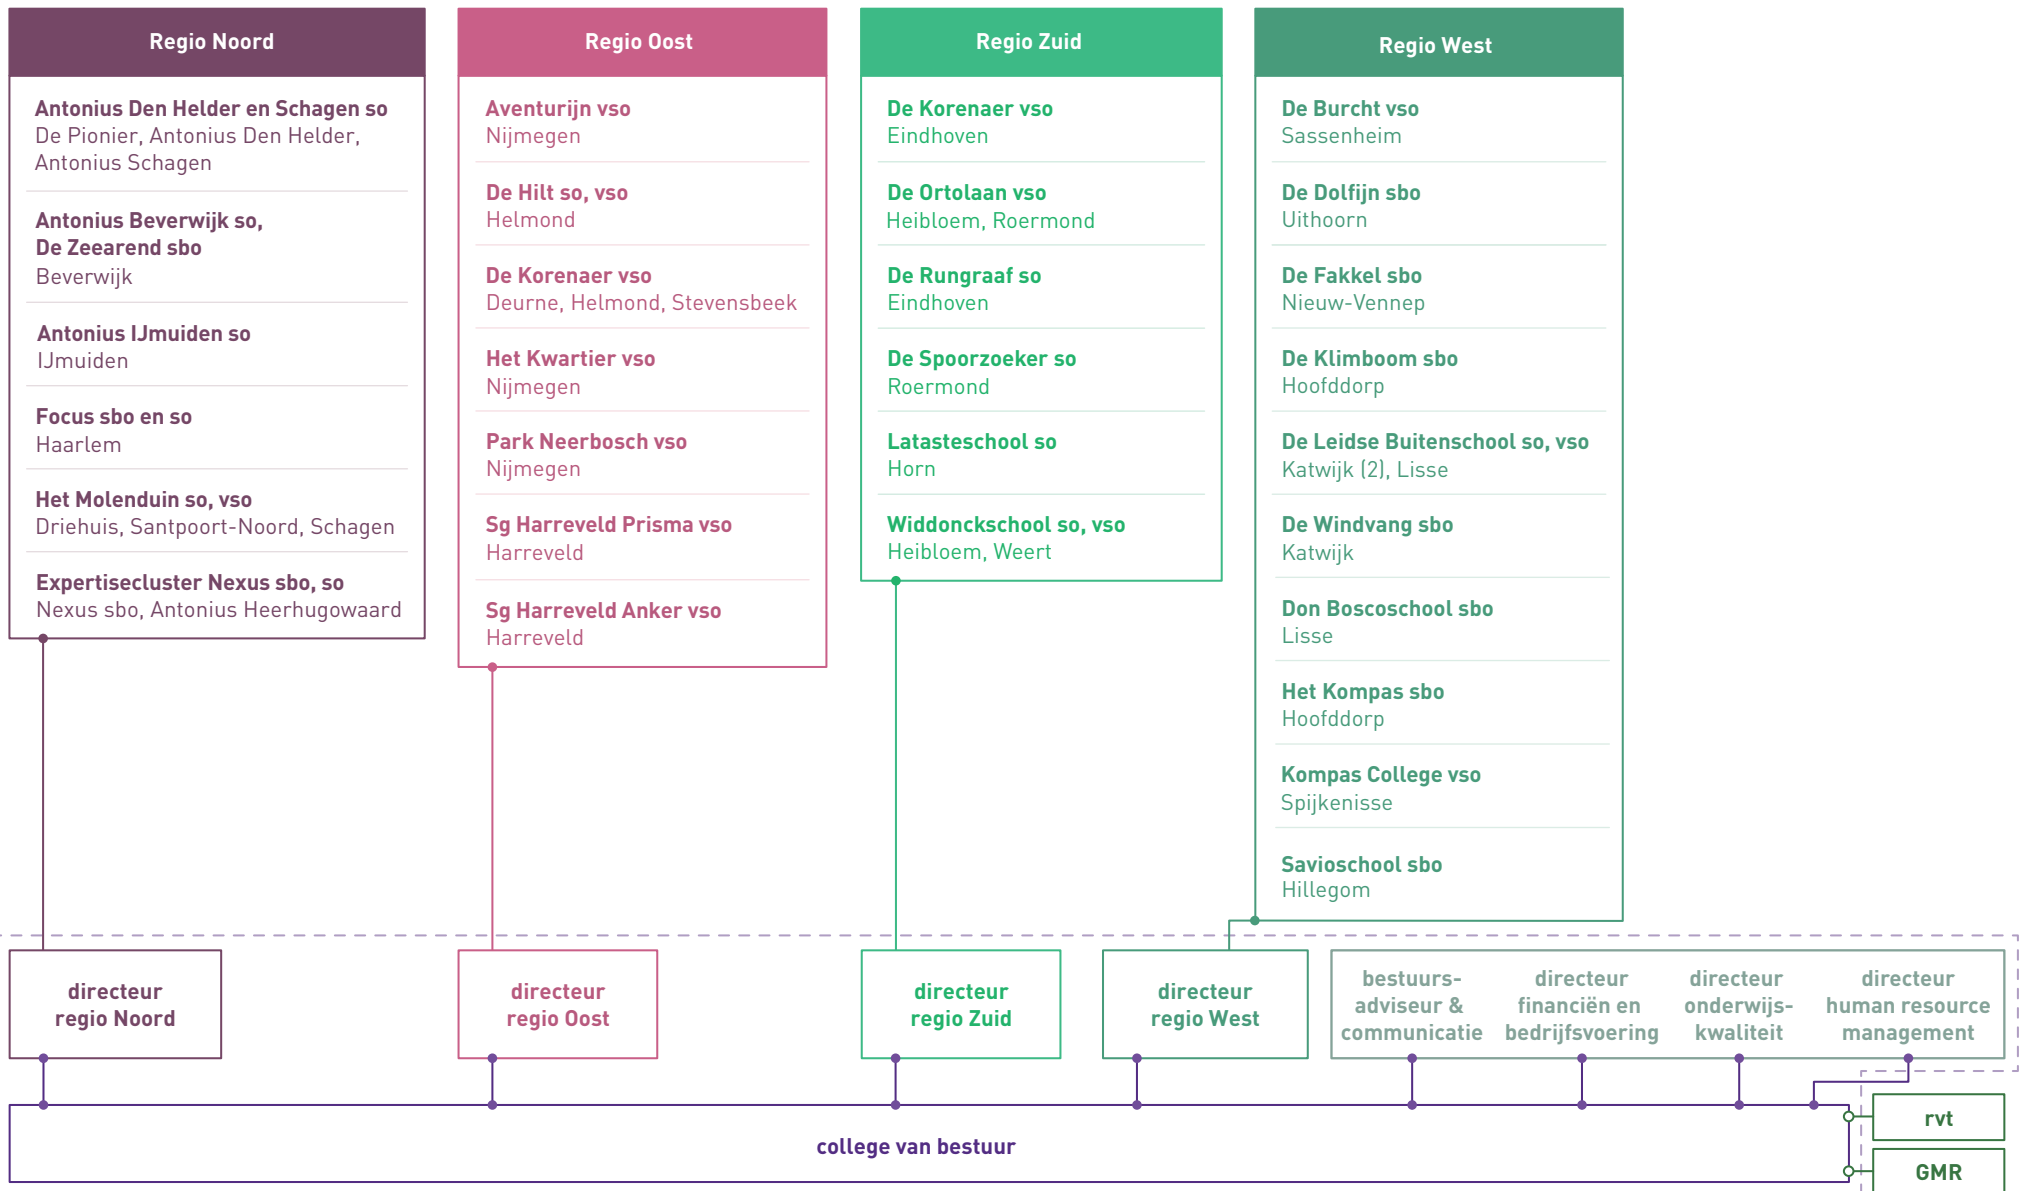 Regio Noord
Antonius Den Helder en Schagen so
De Pionier, Antonius Den Helder,
Antonius Schagen
Antonius Beverwijk so,
De Zeearend sbo
Beverwijk
Antonius IJmuiden so
IJmuiden
Focus sbo en so
Haarlem
Het Molenduin so, vso
Driehuis, Santpoort-Noord, Schagen
Expertisecluster Nexus sbo, so
Nexus sbo, Antonius Heerhugowaard
Regio Oost
Aventurijn vso
Nijmegen
De Hilt so, vso
Helmond
De Korenaer vso
Deurne, Helmond, Stevensbeek
Het Kwartier vso
Nijmegen
Park Neerbosch vso
Nijmegen
Sg Harreveld Prisma vso
Harreveld
Sg Harreveld Anker vso
Harreveld
Regio Zuid
De Korenaer vso
Eindhoven
De Ortolaan vso
Heibloem, Roermond
De Rungraaf so
Eindhoven
De Spoorzoeker so
Roermond
Latasteschool so
Horn
Widdonckschool so, vso
Heibloem, Weert
Regio West
De Burcht vso
Sassenheim
De Dolfijn sbo
Uithoorn
De Fakkel sbo
Nieuw-Vennep
De Klimboom sbo
Hoofddorp
De Leidse Buitenschool so, vso
Katwijk (2), Lisse
De Windvang sbo
Katwijk
Don Boscoschool sbo
Lisse
Het Kompas sbo
Hoofddorp
Kompas College vso
Spijkenisse
Savioschool sbo
Hillegom
directeur
regio Noord
directeur
regio Oost
directeur
regio Zuid
directeur
regio West
bestuurs-
adviseur &
communicatie
directeur
financiën en
bedrijfsvoering
directeur
onderwijs-
kwaliteit
directeur
human resource
management
college van bestuur
rvt
GMR